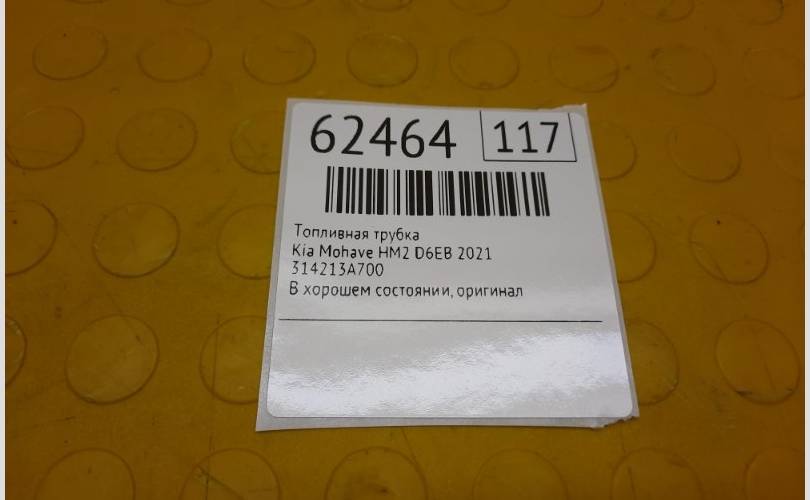 62464 117
Топливная трубка
Kia Mohave HM2 D6EB 2021
314213A700
В хорошем состоянии, оригинал